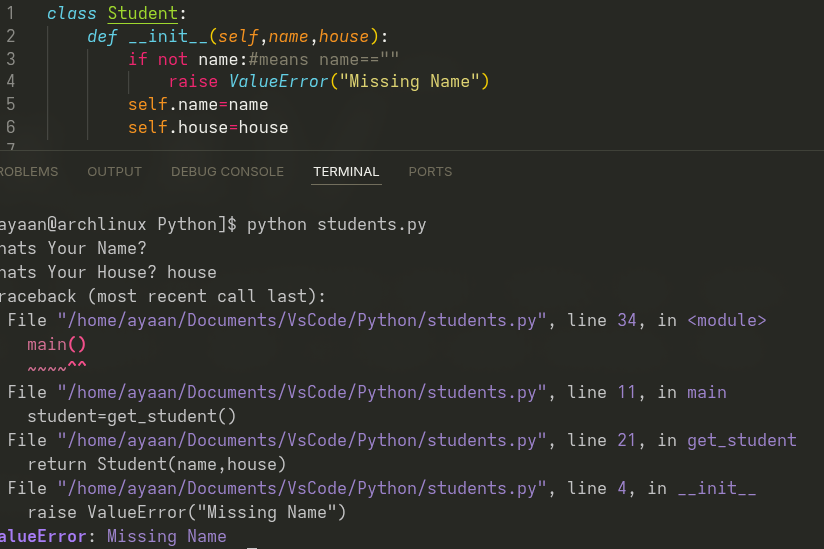 1 class Student:
2 def __init__(self,name,house):
3 if not name:#means name==""
4 raise ValueError("Missing Name")
5 self.name=name
6 self.house=house
7
ROBLEMS OUTPUT DEBUG CONSOLE TERMINAL PORTS
ayaan@archlinux Python]$ python students.py
hats Your Name?
hats Your House? house
raceback (most recent call last):
File "/home/ayaan/Documents/VsCode/Python/students.py", line 34, in <module>
main()
~~~~^^
File "/home/ayaan/Documents/VsCode/Python/students.py", line 11, in main
student=get_student()
File "/home/ayaan/Documents/VsCode/Python/students.py", line 21, in get_student
return Student(name,house)
File "/home/ayaan/Documents/VsCode/Python/students.py", line 4, in __init__
raise ValueError("Missing Name")
alueError: Missing Name